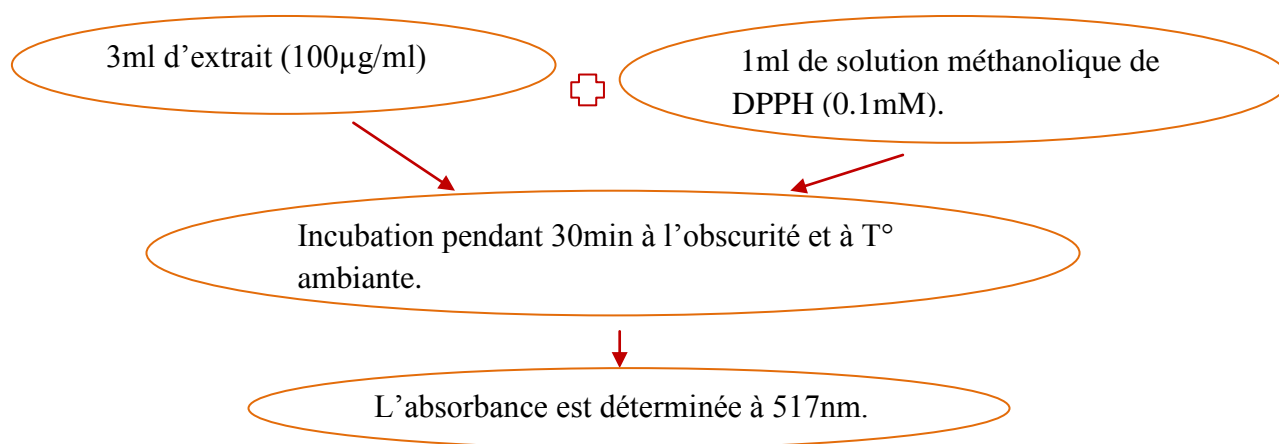 3ml d’extrait (100µg/ml)
1ml de solution méthanolique de
DPPH (0.1mM).
Incubation pendant 30min à l’obscurité et à T°
ambiante.
L’absorbance est déterminée à 517nm.